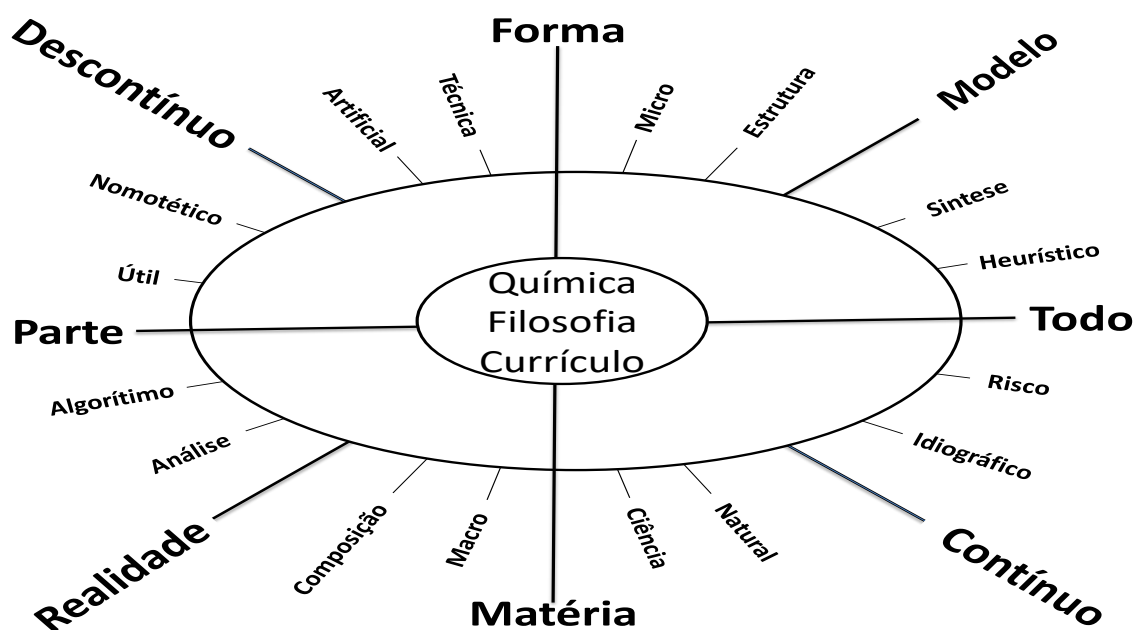 Forma
Descontínuo
Modelo
Artificial
Técnica
Micro
Estrutura
Nomotético
Sintese
Útil
Heurístico
Química
Filosofia
Currículo
Parte
Todo
Algorítimo
Risco
Análise
Idiográfico
Realidade
Composição
Macro
Ciência
Natural
Contínuo
Matéria